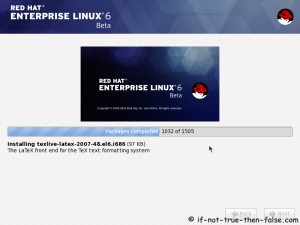 RED HAT®
ENTERPRISE LINUX® 6
Beta
RED HAT®
ENTERPRISE LINUX® 6
Beta
Packages completed: 1032 of 1505
Installing texlive-latex-2007-48.el6.i686 (97 KB)
The LaTeX front end for the TeX text formatting system
Back
Next
© if-not-true-then-false.com